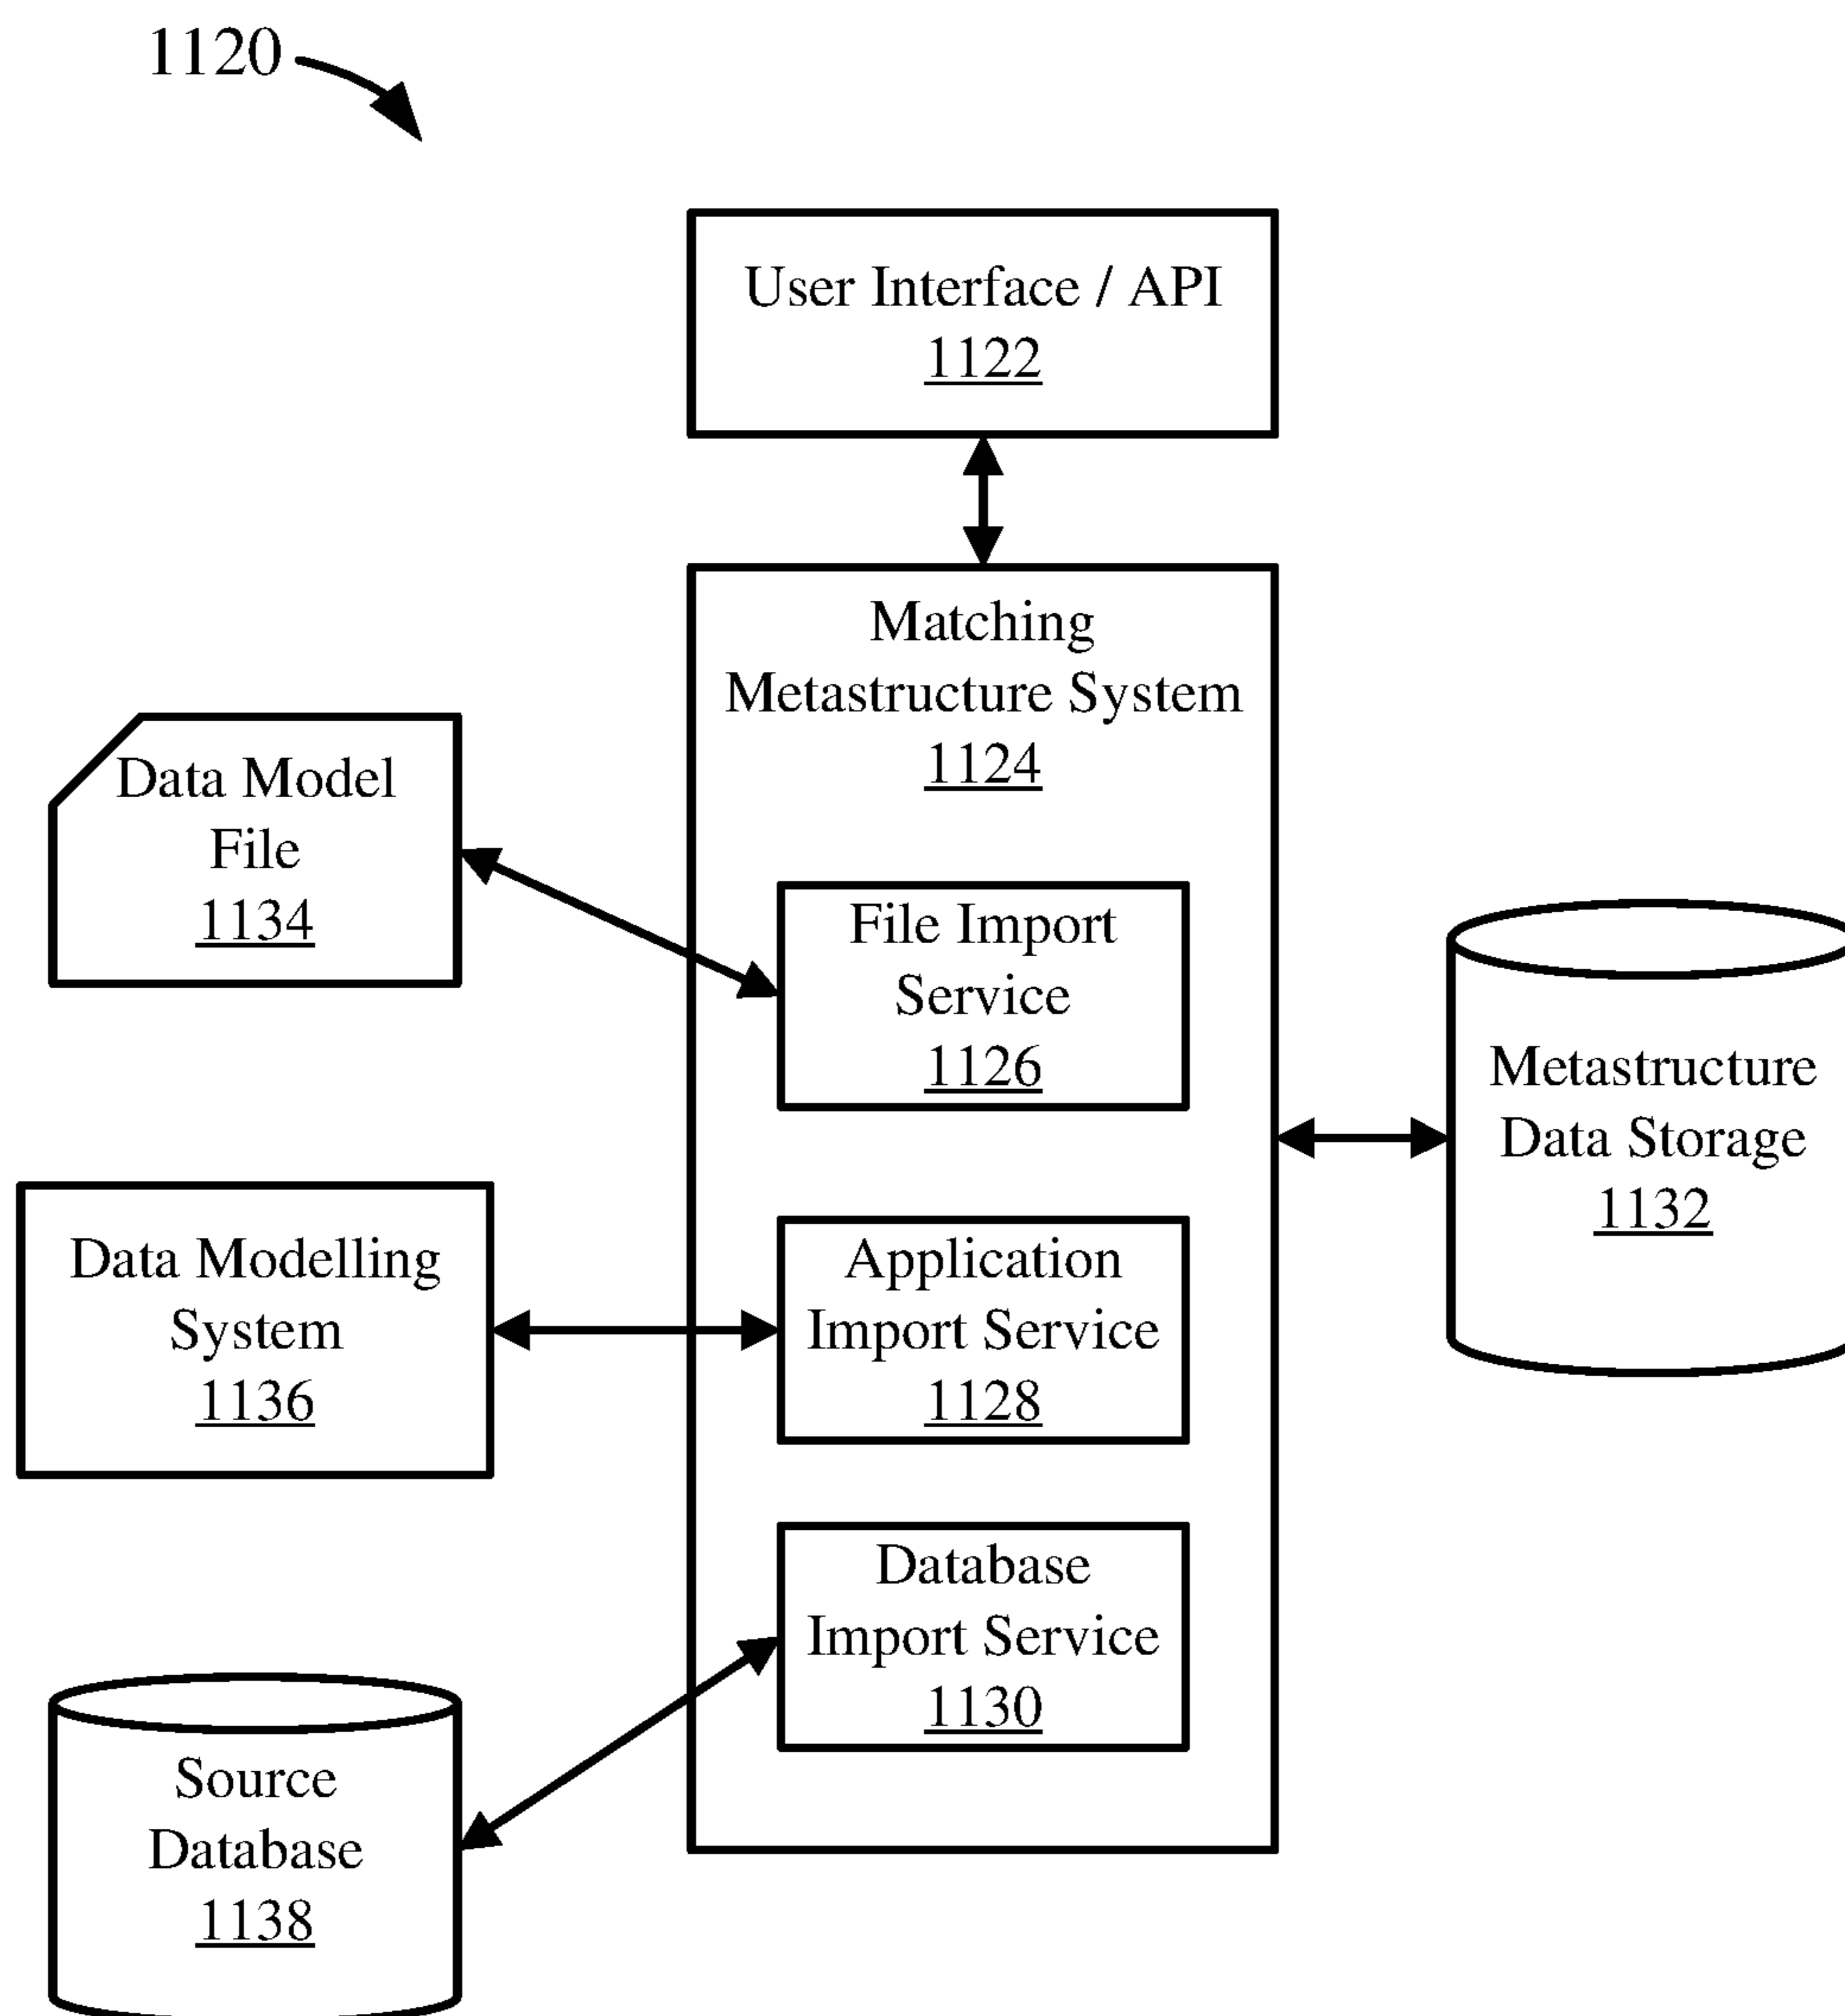 1120
User Interface / API
1122
Matching
Metastructure System
1124
Data Model
File
1134
File Import
Service
1126
Metastructure
Data Storage
1132
Data Modelling
System
1136
Application
Import Service
1128
Database
Import Service
1130
Source
Database
1138